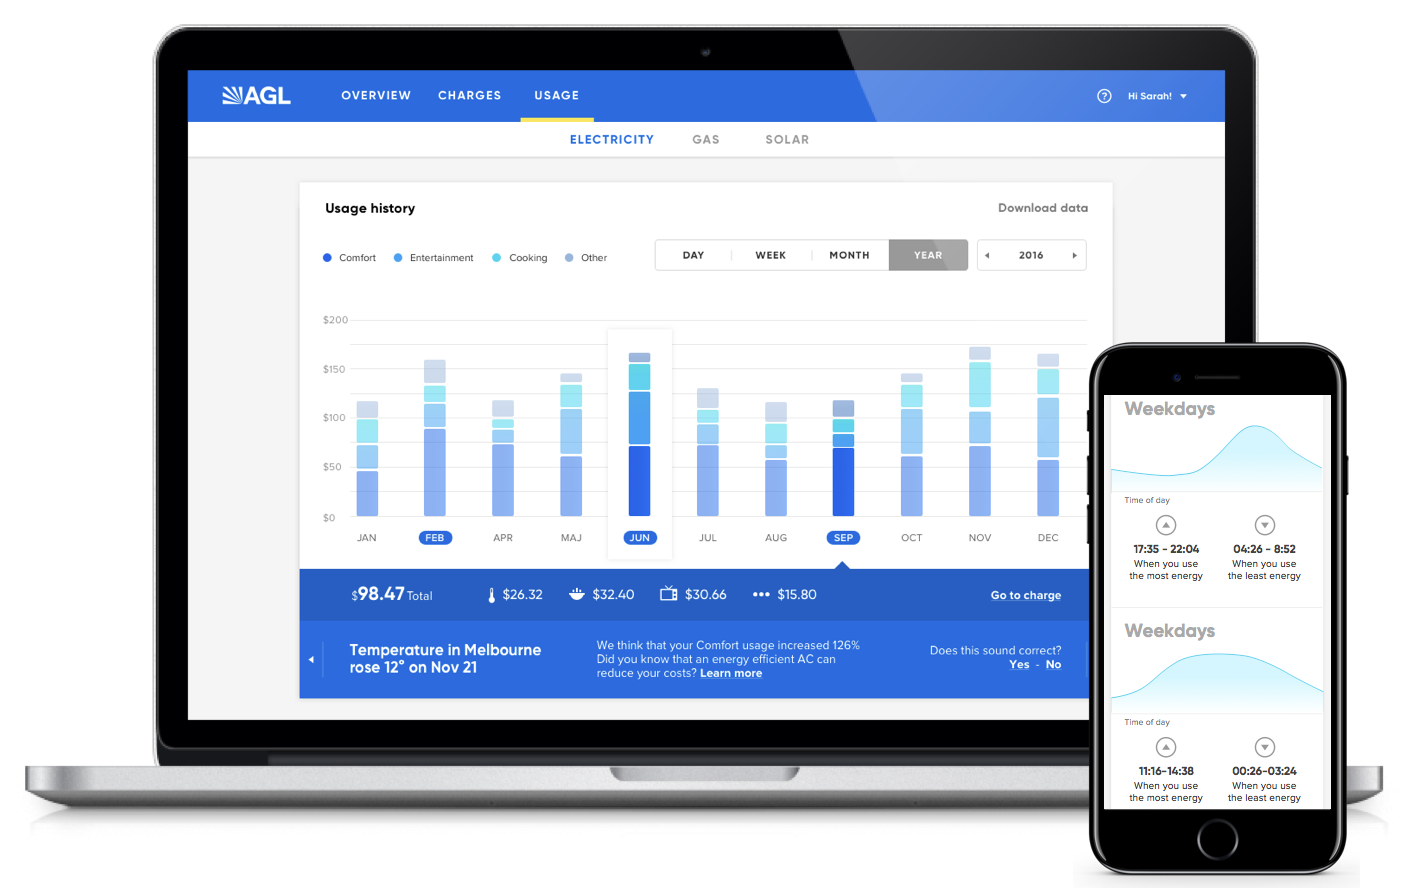 AGL
OVERVIEW CHARGES USAGE
Hi Sarah!
ELECTRICITY GAS SOLAR
Usage history
Download data
Comfort Entertainment Cooking Other
DAY WEEK MONTH YEAR
2016
$200
$150
$100
$50
$0
JAN FEB APR MAJ JUN JUL AUG SEP OCT NOV DEC
$98.47 Total $26.32 $32.40 $30.66 $15.80 Go to charge
Temperature in Melbourne
rose 12° on Nov 21
We think that your Comfort usage increased 126%
Did you know that an energy efficient AC can
reduce your costs? Learn more
Does this sound correct?
Yes - No
Weekdays
Time of day
17:35 - 22:04
When you use
the most energy
04:26 - 8:52
When you use
the least energy
Weekdays
Time of day
11:16-14:38
When you use
the most energy
00:26-03:24
When you use
the least energy